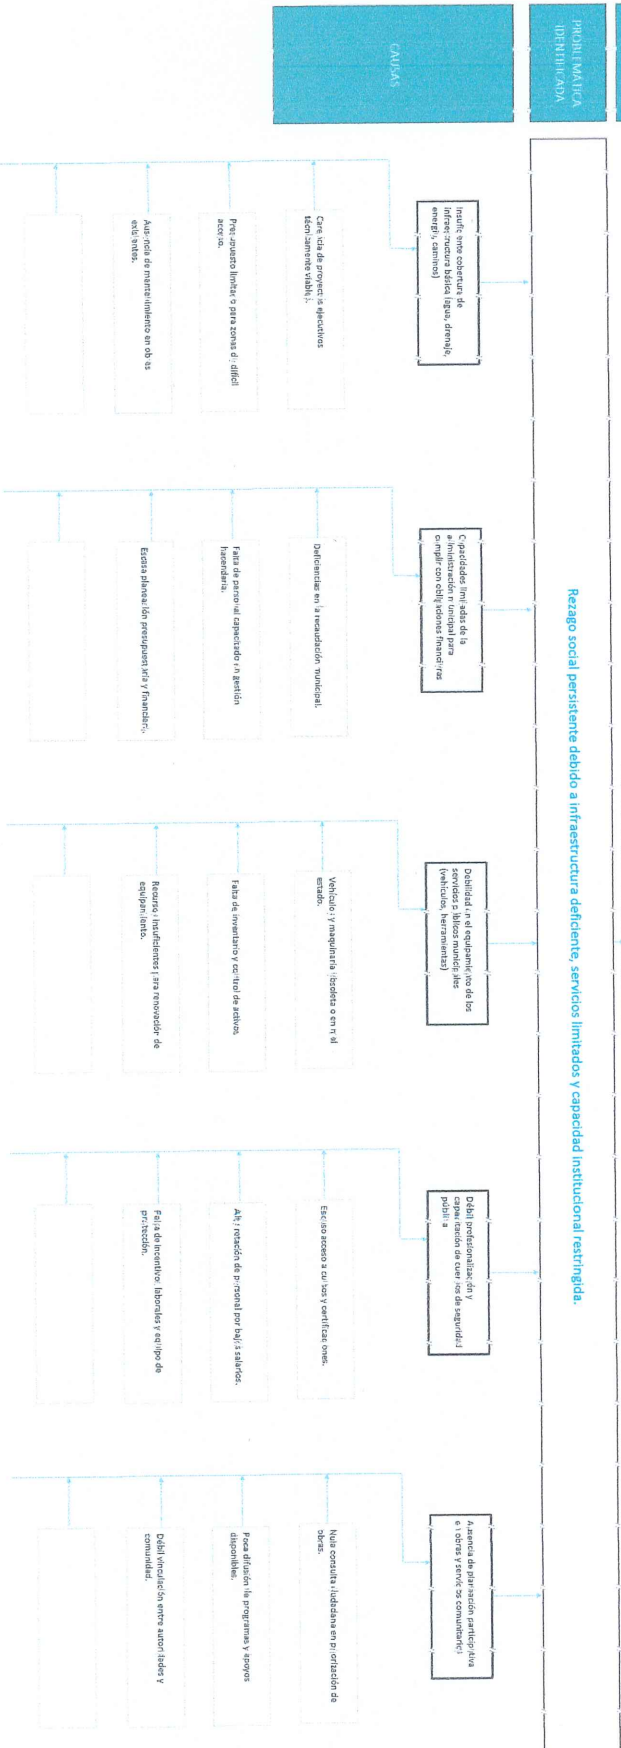 PROBLEMÁTICA
IDENTIFICADA
Rezago social persistente debido a infraestructura deficiente, servicios limitados y capacidad institucional restringida.
CAUSAS
Insuficiente cobertura de
infraestructura básica (agua, drenaje,
energía, caminos)
Carencia de proyectos ejecutivos
técnicamente viables.
Presupuesto limitado para zonas de difícil
acceso.
Ausencia de mantenimiento en obras
existentes.
Capacidades limitadas de la
administración municipal para
cumplir con obligaciones financieras
Deficiencias en la recaudación municipal.
Falta de personal capacitado en gestión
hacendaria.
Escasa planeación presupuestaria y financiera.
Debilidad en el equipamiento de los
servicios públicos municipales
(vehículos, herramientas)
Vehículos y maquinaria obsoleta o en mal
estado.
Falta de inventario y control de activos
Recursos insuficientes para renovación de
equipamiento.
Débil profesionalización y
capacitación de cuerpos de seguridad
pública
Escaso acceso a cursos y certificaciones.
Alta rotación de personal por bajos salarios.
Falta de incentivos laborales y equipo de
protección.
Ausencia de planeación participativa
en obras y servicios comunitarios
Nula consulta ciudadana en priorización de
obras.
Poca difusión de programas y apoyos
disponibles.
Débil vinculación entre autoridades y
comunidad.